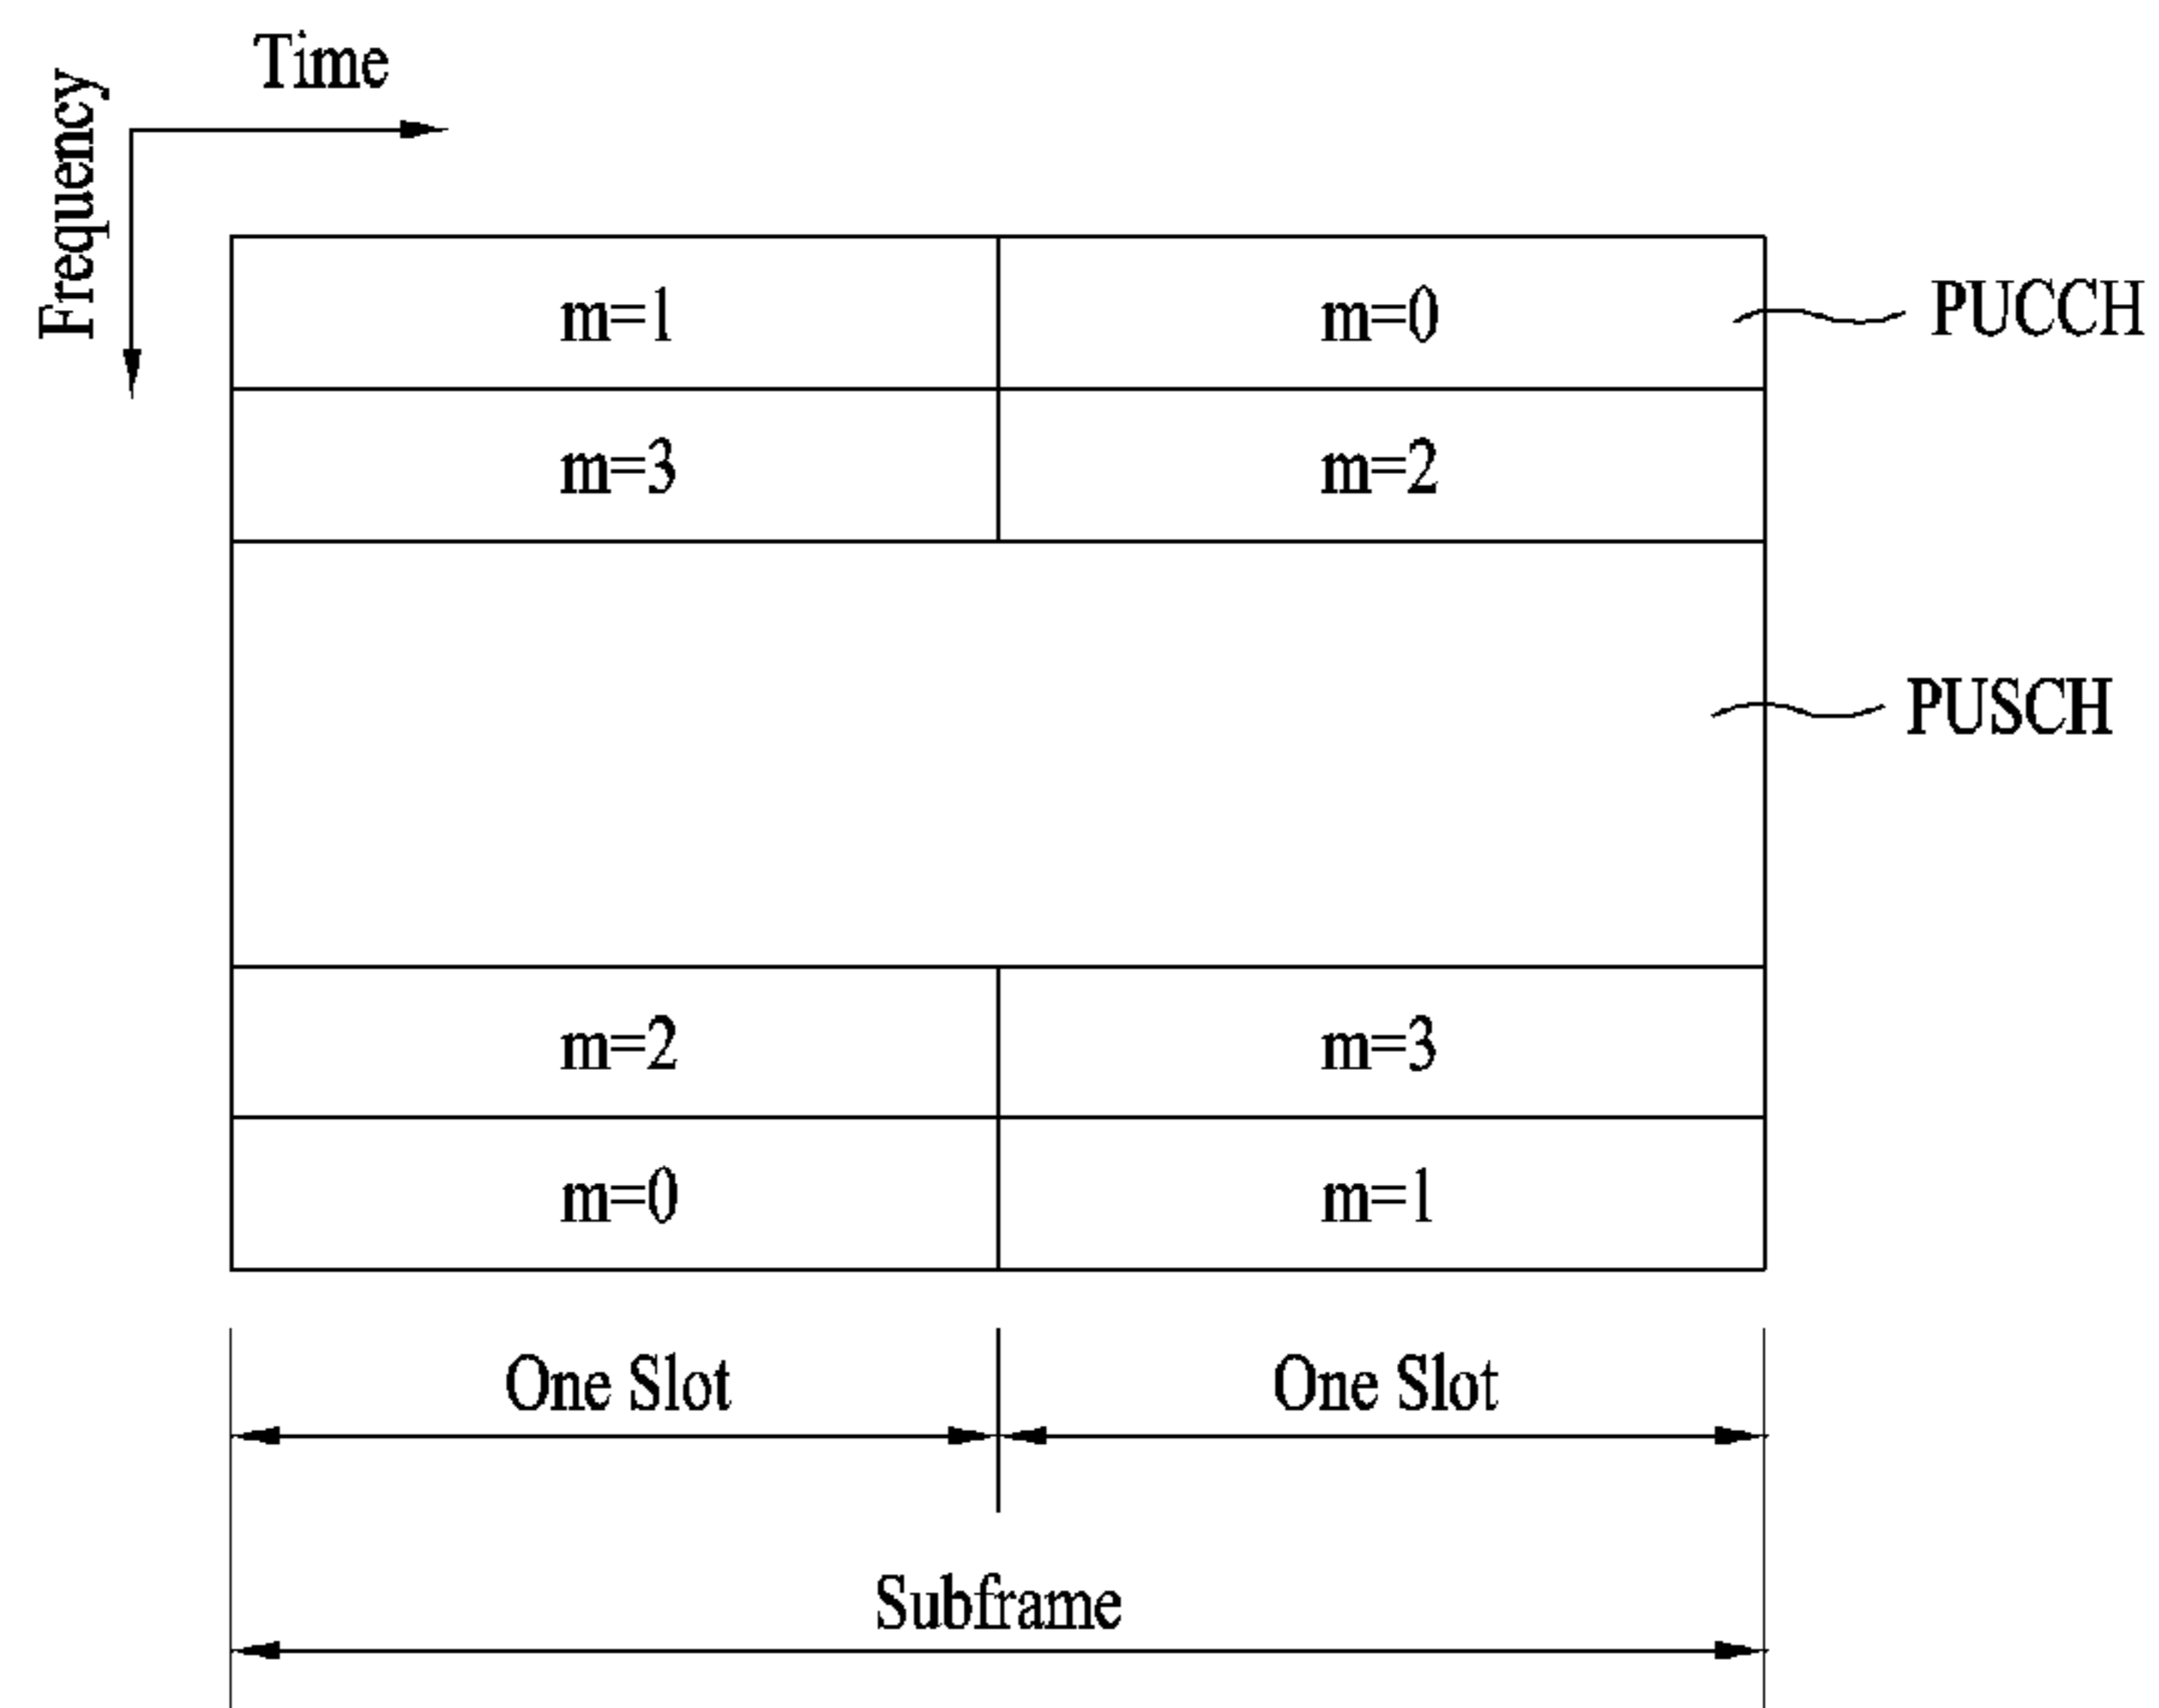 Time
Frequency
m=1 m=0 PUCCH
m=3 m=2
PUSCH
m=2 m=3
m=0 m=1
One Slot One Slot
Subframe